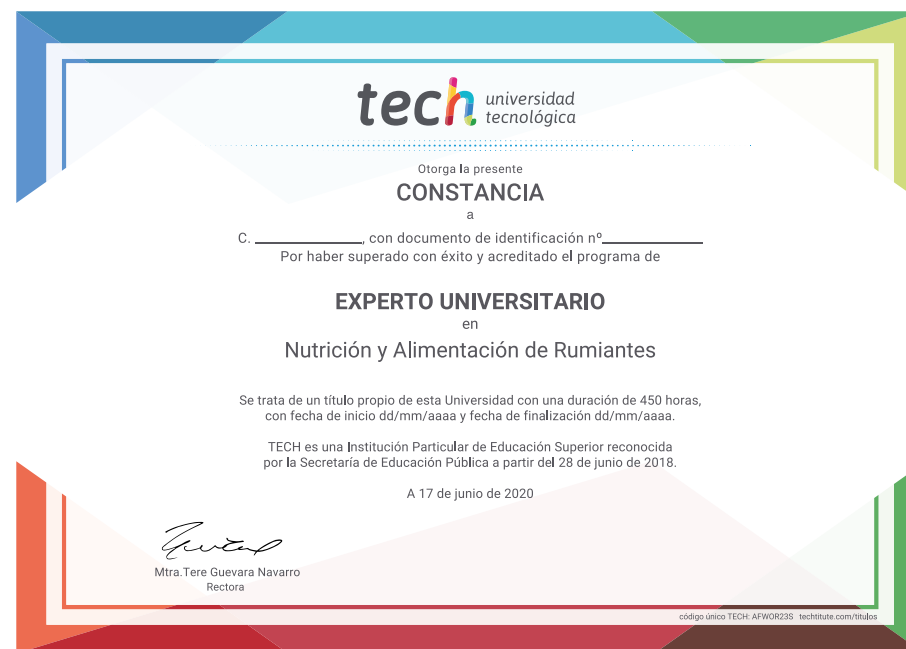 tech universidad
tecnológica
Otorga la presente
CONSTANCIA
a
C. ____________, con documento de identificación nº____________
Por haber superado con éxito y acreditado el programa de
EXPERTO UNIVERSITARIO
en
Nutrición y Alimentación de Rumiantes
Se trata de un título propio de esta Universidad con una duración de 450 horas,
con fecha de inicio dd/mm/aaaa y fecha de finalización dd/mm/aaaa.
TECH es una Institución Particular de Educación Superior reconocida
por la Secretaría de Educación Pública a partir del 28 de junio de 2018.
A 17 de junio de 2020
Mtra.Tere Guevara Navarro
Rectora
código único TECH: AFWOR23S techtitute.com/titulos